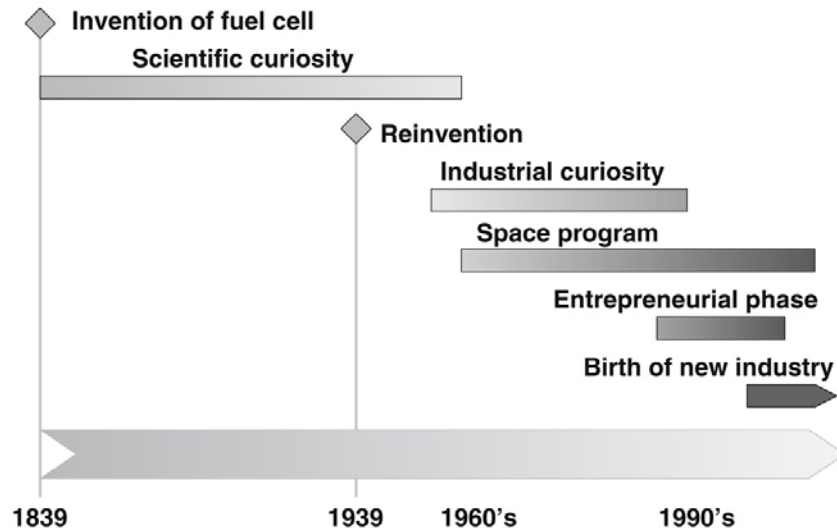 Invention of fuel cell
Scientific curiosity
Reinvention
Industrial curiosity
Space program
Entrepreneurial phase
Birth of new industry
1839 1939 1960's 1990's